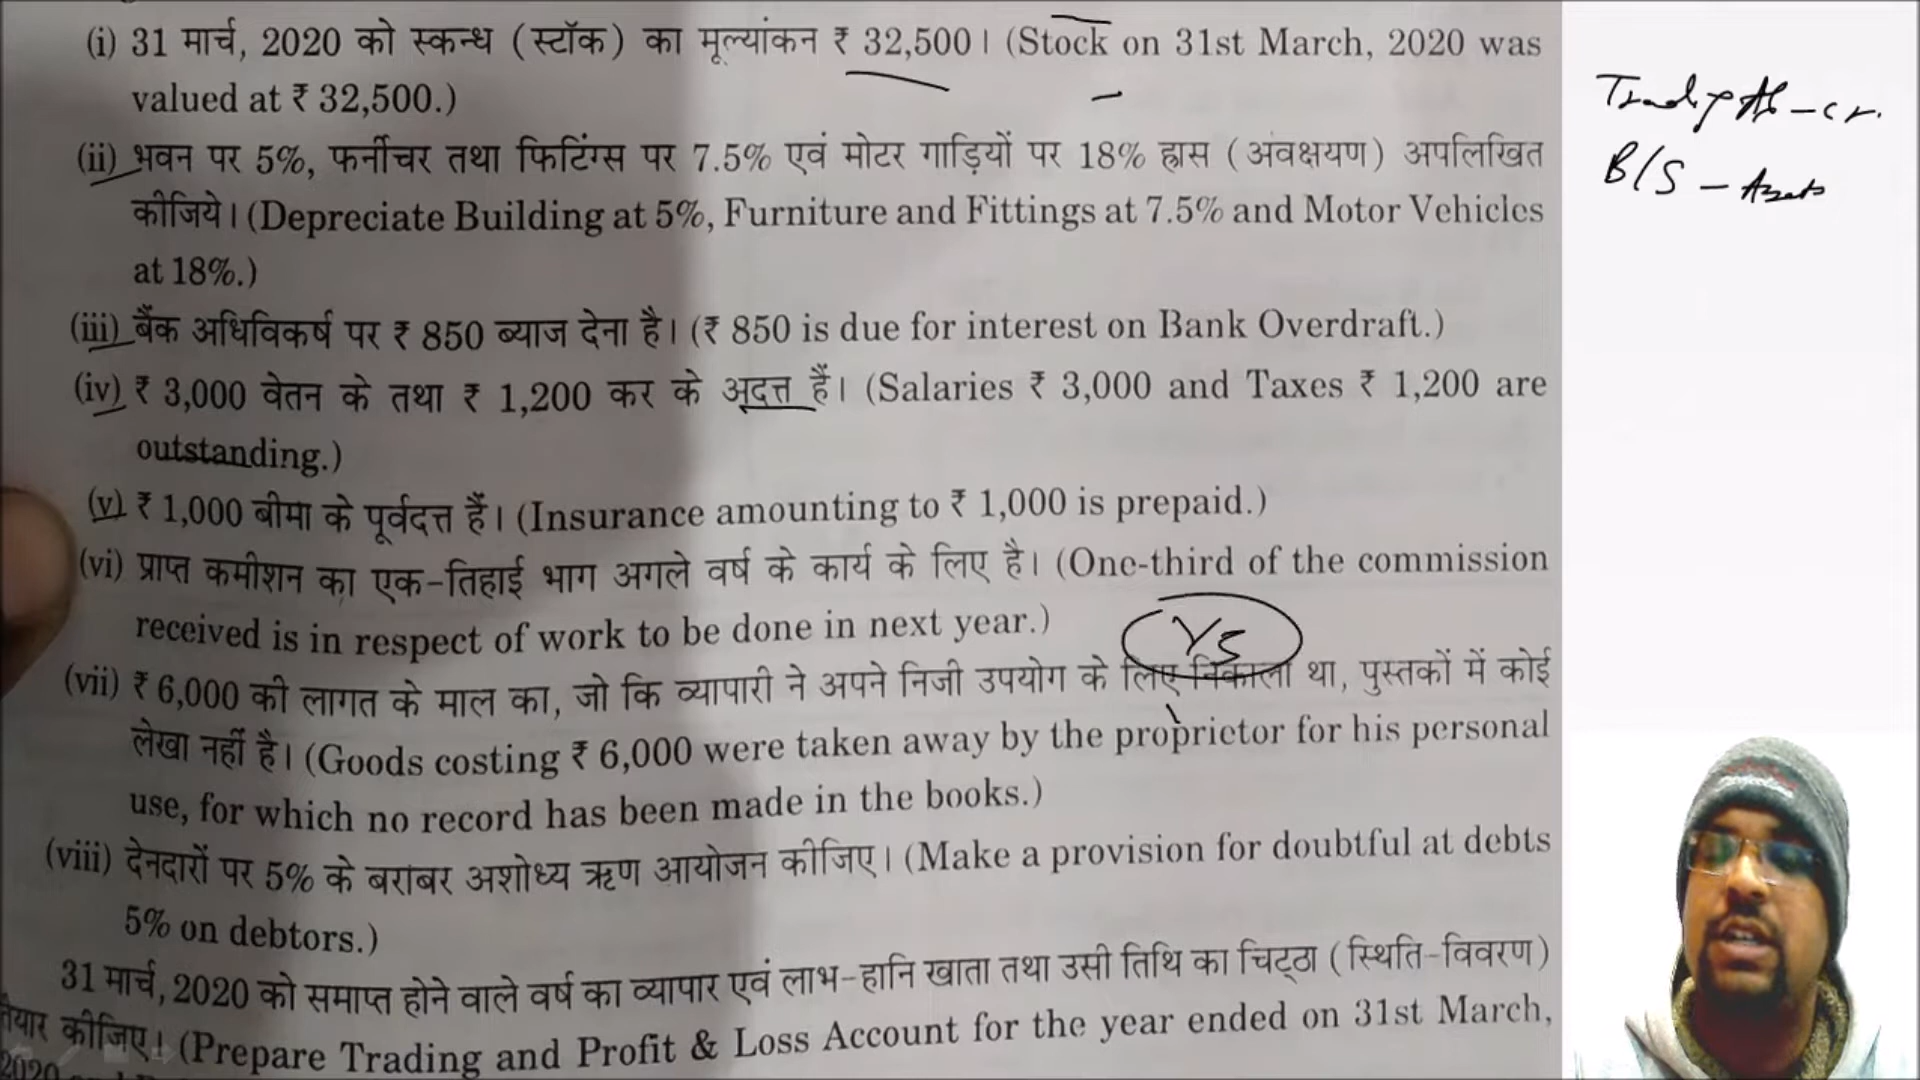 (i) 31 मार्च, 2020 को स्कन्ध (स्टॉक) का मूल्यांकन ₹ 32,500। (Stock on 31st March, 2020 was
valued at ₹ 32,500.)
(ii) भवन पर 5%, फर्नीचर तथा फिटिंग्स पर 7.5% एवं मोटर गाड़ियों पर 18% ह्रास (अवक्षयण) अपलिखित
कीजिये। (Depreciate Building at 5%, Furniture and Fittings at 7.5% and Motor Vehicles
at 18%.)
(iii) बैंक अधिविकर्ष पर ₹ 850 ब्याज देना है। (₹ 850 is due for interest on Bank Overdraft.)
(iv) ₹ 3,000 वेतन के तथा ₹ 1,200 कर के अदत्त हैं। (Salaries ₹ 3,000 and Taxes ₹ 1,200 are
outstanding.)
(v) ₹ 1,000 बीमा के पूर्वदत्त हैं। (Insurance amounting to ₹ 1,000 is prepaid.)
(vi) प्राप्त कमीशन का एक-तिहाई भाग अगले वर्ष के कार्य के लिए है। (One-third of the commission
received is in respect of work to be done in next year.)
(vii) ₹ 6,000 की लागत के माल का, जो कि व्यापारी ने अपने निजी उपयोग के लिए निकाला था, पुस्तकों में कोई
लेखा नहीं है। (Goods costing ₹ 6,000 were taken away by the proprietor for his personal
use, for which no record has been made in the books.)
(viii) देनदारों पर 5% के बराबर अशोध्य ऋण आयोजन कीजिए। (Make a provision for doubtful at debts
5% on debtors.)
31 मार्च, 2020 को समाप्त होने वाले वर्ष का व्यापार एवं लाभ-हानि खाता तथा उसी तिथि का चिट्ठा (स्थिति-विवरण)
तैयार कीजिए। (Prepare Trading and Profit & Loss Account for the year ended on 31st March,
2020
YS
Trading A/c - Cr.
B/S - Assets